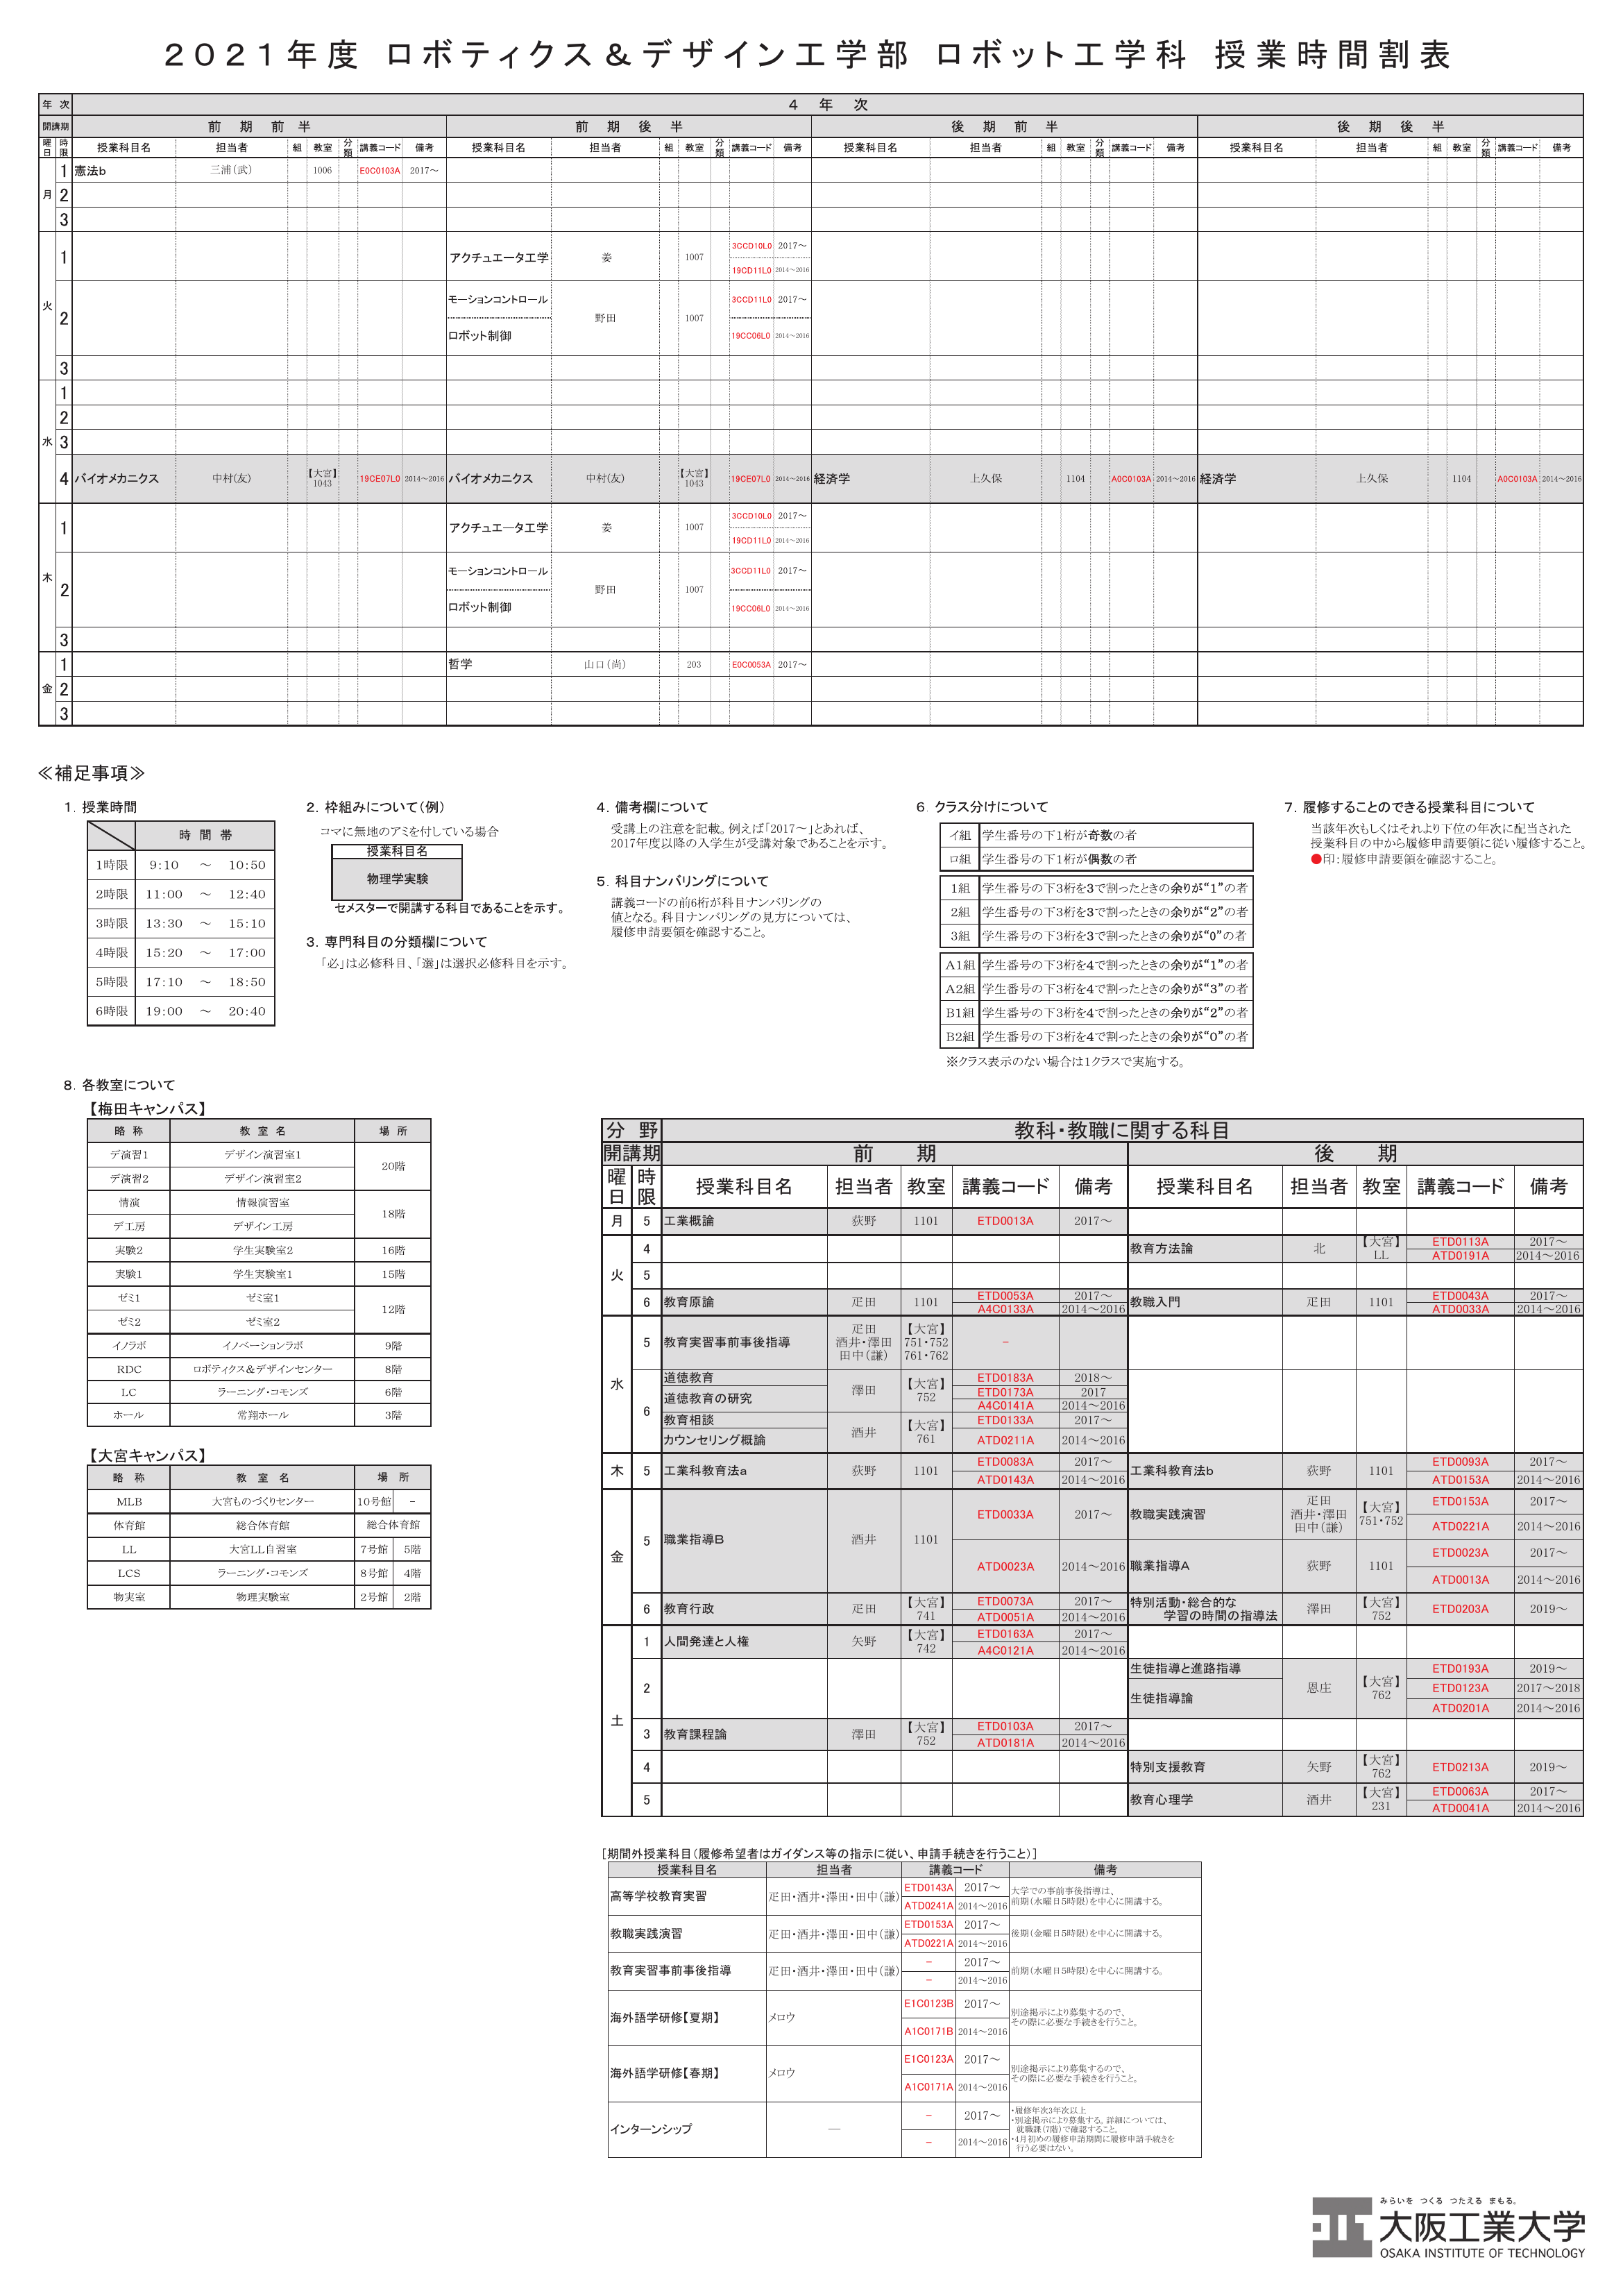 2021年度 ロボティクス＆デザイン工学部 ロボット工学科 授業時間割表
年 次 4 年 次
開講期 前 期 前 半 前 期 後 半 後 期 前 半 後 期 後 半
曜日 時限 授業科目名 担当者 組 教室 分類 講義コード 備考 授業科目名 担当者 組 教室 分類 講義コード 備考 授業科目名 担当者 組 教室 分類 講義コード 備考 授業科目名 担当者 組 教室 分類 講義コード 備考
月 1 憲法b 三浦(武) 1006 E0C0103A 2017～
2
3
火 1 アクチュエータ工学 姜 1007 3CCD10L0 2017～
19CD11L0 2014～2016
2 モーションコントロール 野田 1007 3CCD11L0 2017～
ロボット制御 19CC06L0 2014～2016
3
水 1
2
3
4 バイオメカニクス 中村(友) 【大宮】1043 19CE07L0 2014～2016 バイオメカニクス 中村(友) 【大宮】1043 19CE07L0 2014～2016 経済学 上久保 1104 A0C0103A 2014～2016 経済学 上久保 1104 A0C0103A 2014～2016
木 1 アクチュエータ工学 姜 1007 3CCD10L0 2017～
19CD11L0 2014～2016
2 モーションコントロール 野田 1007 3CCD11L0 2017～
ロボット制御 19CC06L0 2014～2016
3
金 1 哲学 山口(尚) 203 E0C0053A 2017～
2
3
≪補足事項≫
1. 授業時間
時 間 帯
1時限 9:10 ～ 10:50
2時限 11:00 ～ 12:40
3時限 13:30 ～ 15:10
4時限 15:20 ～ 17:00
5時限 17:10 ～ 18:50
6時限 19:00 ～ 20:40
2. 枠組みについて(例)
コマに無地のアミを付している場合
授業科目名
物理学実験
セメスターで開講する科目であることを示す。
3. 専門科目の分類欄について
「必」は必修科目、「選」は選択必修科目を示す。
4. 備考欄について
受講上の注意を記載。例えば「2017～」とあれば、
2017年度以降の入学生が受講対象であることを示す。
5. 科目ナンバリングについて
講義コードの前6桁が科目ナンバリングの
値となる。科目ナンバリングの見方については、
履修申請要領を確認すること。
6. クラス分けについて
イ組 学生番号の下1桁が奇数の者
ロ組 学生番号の下1桁が偶数の者
1組 学生番号の下3桁を3で割ったときの余りが“1”の者
2組 学生番号の下3桁を3で割ったときの余りが“2”の者
3組 学生番号の下3桁を3で割ったときの余りが“0”の者
A1組 学生番号の下3桁を4で割ったときの余りが“1”の者
A2組 学生番号の下3桁を4で割ったときの余りが“3”の者
B1組 学生番号の下3桁を4で割ったときの余りが“2”の者
B2組 学生番号の下3桁を4で割ったときの余りが“0”の者
※クラス表示のない場合は1クラスで実施する。
7. 履修することのできる授業科目について
当該年次もしくはそれより下位の年次に配当された
授業科目の中から履修申請要領に従い履修すること。
●印:履修申請要領を確認すること。
8. 各教室について
【梅田キャンパス】
略 称 教 室 名 場 所
デ演習1 デザイン演習室1 20階
デ演習2 デザイン演習室2
情演 情報演習室 18階
デ工房 デザイン工房
実験2 学生実験室2 16階
実験1 学生実験室1 15階
ゼミ1 ゼミ室1 12階
ゼミ2 ゼミ室2
イノラボ イノベーションラボ 9階
RDC ロボティクス&デザインセンター 8階
LC ラーニング・コモンズ 6階
ホール 常翔ホール 3階
【大宮キャンパス】
略 称 教 室 名 場 所
MLB 大宮ものづくりセンター 10号館 －
体育館 総合体育館 総合体育館
LL 大宮LL自習室 7号館 5階
LCS ラーニング・コモンズ 8号館 4階
物実室 物理実験室 2号館 2階
分 野 教科・教職に関する科目
開講期 前 期 後 期
曜日 時限 授業科目名 担当者 教室 講義コード 備考 授業科目名 担当者 教室 講義コード 備考
月 5 工業概論 荻野 1101 ETD0013A 2017～
火 4 教育方法論 北 【大宮】LL ETD0113A 2017～
ATD0191A 2014～2016
5
6 教育原論 疋田 1101 ETD0053A 2017～ 教職入門 疋田 1101 ETD0043A 2017～
A4C0133A 2014～2016 ATD0033A 2014～2016
水 5 教育実習事前事後指導 疋田 酒井・澤田 田中(謙) 【大宮】751・752 761・762 －
6 道徳教育 澤田 【大宮】752 ETD0183A 2018～
道徳教育の研究 ETD0173A 2017
A4C0141A 2014～2016
教育相談 酒井 【大宮】761 ETD0133A 2017～
カウンセリング概論 ATD0211A 2014～2016
木 5 工業科教育法a 荻野 1101 ETD0083A 2017～ 工業科教育法b 荻野 1101 ETD0093A 2017～
ATD0143A 2014～2016 ATD0153A 2014～2016
金 5 職業指導B 酒井 1101 ETD0033A 2017～ 教職実践演習 疋田 酒井・澤田 田中(謙) 【大宮】751・752 ETD0153A 2017～
ATD0221A 2014～2016
ATD0023A 2014～2016 職業指導A 荻野 1101 ETD0023A 2017～
ATD0013A 2014～2016
6 教育行政 疋田 【大宮】741 ETD0073A 2017～ 特別活動・総合的な学習の時間の指導法 澤田 【大宮】752 ETD0203A 2019～
ATD0051A 2014～2016
土 1 人間発達と人権 矢野 【大宮】742 ETD0163A 2017～
A4C0121A 2014～2016
2 生徒指導と進路指導 恩庄 【大宮】762 ETD0193A 2019～
生徒指導論 ETD0123A 2017～2018
ATD0201A 2014～2016
3 教育課程論 澤田 【大宮】752 ETD0103A 2017～
ATD0181A 2014～2016
4 特別支援教育 矢野 【大宮】762 ETD0213A 2019～
5 教育心理学 酒井 【大宮】231 ETD0063A 2017～
ATD0041A 2014～2016
[期間外授業科目(履修希望者はガイダンス等の指示に従い、申請手続きを行うこと)]
授業科目名 担当者 講義コード 備考
高等学校教育実習 疋田・酒井・澤田・田中(謙) ETD0143A 2017～ 大学での事前事後指導は、
ATD0241A 2014～2016 前期(水曜日5時限)を中心に開講する。
教職実践演習 疋田・酒井・澤田・田中(謙) ETD0153A 2017～ 後期(金曜日5時限)を中心に開講する。
ATD0221A 2014～2016
教育実習事前事後指導 疋田・酒井・澤田・田中(謙) － 2017～ 前期(水曜日5時限)を中心に開講する。
－ 2014～2016
海外語学研修【夏期】 メロウ E1C0123B 2017～ 別途掲示により募集するので、
A1C0171B 2014～2016 その際に必要な手続きを行うこと。
海外語学研修【春期】 メロウ E1C0123A 2017～ 別途掲示により募集するので、
A1C0171A 2014～2016 その際に必要な手続きを行うこと。
インターンシップ ― － 2017～ ・履修年次3年次以上
・別途掲示により募集する。詳細については、
就職課(7階)で確認すること。
－ 2014～2016 ・4月初めの履修申請期間に履修申請手続きを
行う必要はない。
みらいを つくる つたえる まもる。
大阪工業大学
OSAKA INSTITUTE OF TECHNOLOGY